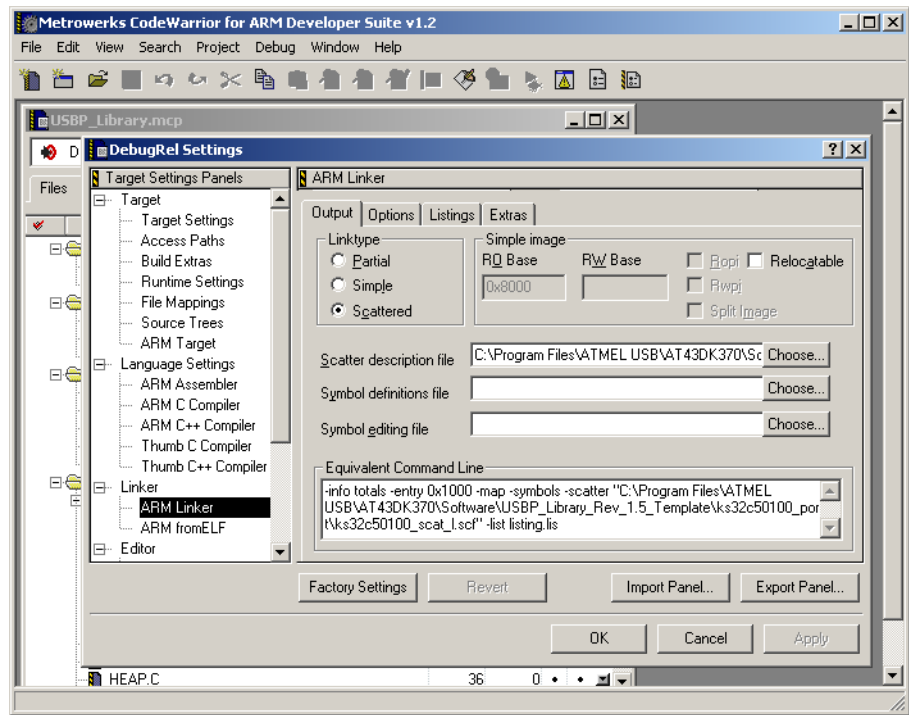 Metrowerks CodeWarrior for ARM Developer Suite v1.2
File Edit View Search Project Debug Window Help
USBP_Library.mcp
D
DebugRel Settings
Files
Target Settings Panels
Target
Target Settings
Access Paths
Build Extras
Runtime Settings
File Mappings
Source Trees
ARM Target
Language Settings
ARM Assembler
ARM C Compiler
ARM C++ Compiler
Thumb C Compiler
Thumb C++ Compiler
Linker
ARM Linker
ARM fromELF
Editor
ARM Linker
Output Options Listings Extras
Linktype
Partial
Simple
Scattered
Simple image
RO Base RW Base Ropi Relocatable
0x8000 Rwpi
Split Image
Scatter description file C:\Program Files\ATMEL USB\AT43DK370\Sc Choose...
Symbol definitions file Choose...
Symbol editing file Choose...
Equivalent Command Line
-info totals -entry 0x1000 -map -symbols -scatter "C:\Program Files\ATMEL
USB\AT43DK370\Software\USBP_Library_Rev_1.5_Template\ks32c50100_por
t\ks32c50100_scat_l.scf" -list listing.lis
Factory Settings Revert Import Panel... Export Panel...
OK Cancel Apply
HEAP.C 36 0